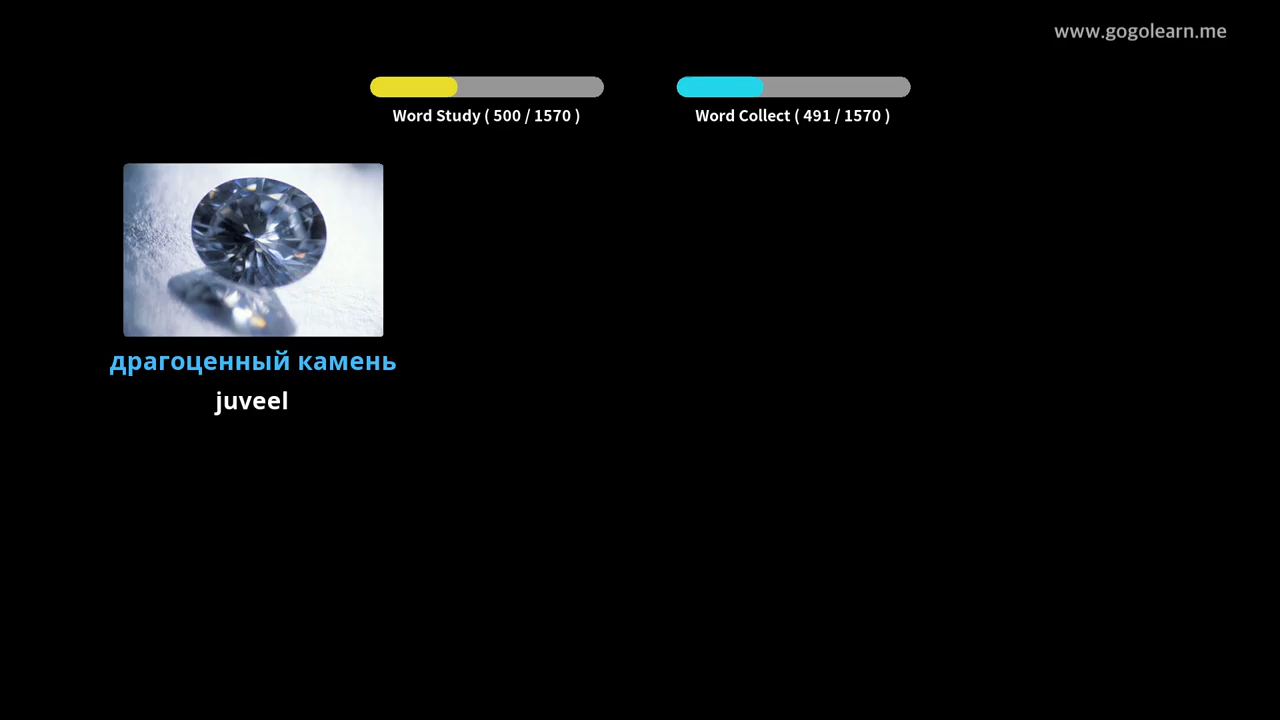 www.gogolearn.me
Word Study ( 500 / 1570 )
Word Collect ( 491 / 1570 )
драгоценный камень
juveel